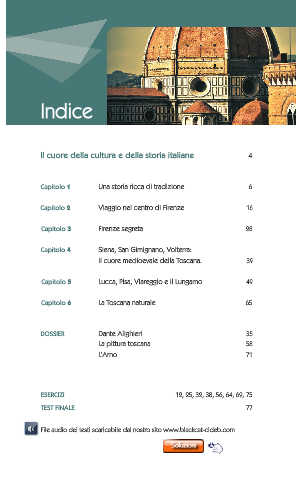 Indice
Il cuore della cultura e della storia italiane 4
Capitolo 1 Una storia ricca di tradizione 6
Capitolo 2 Viaggio nel centro di Firenze 16
Capitolo 3 Firenze segreta
Capitolo 4 Siena, San Gimignano, Volterra:
il cuore medioevale della Toscana. 39
Capitolo 5 Lucca, Pisa, Viareggio e il Lungarno 49
Capitolo 6 La Toscana naturale 65
DOSSIER Dante Alighieri 35
La pittura toscana 58
L'Arno 71
ESERCIZI 12, 25, 32, 38, 56, 64, 69, 75
TEST FINALE 77
File audio dei testi scaricabile dal nostro sito www.blackcat-cideb.com